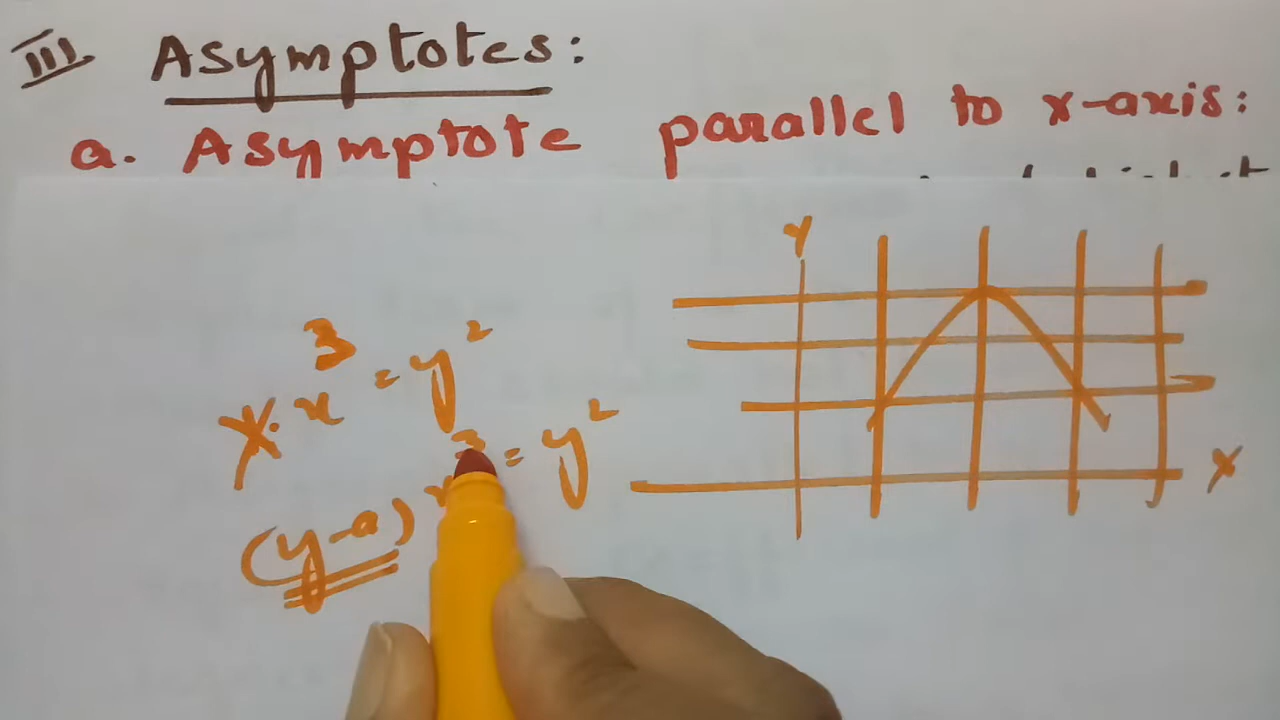 III. Asymptotes:
a. Asymptote parallel to x-axis:
y. x³ = y²
(y-a) x³ = y²
Y
X